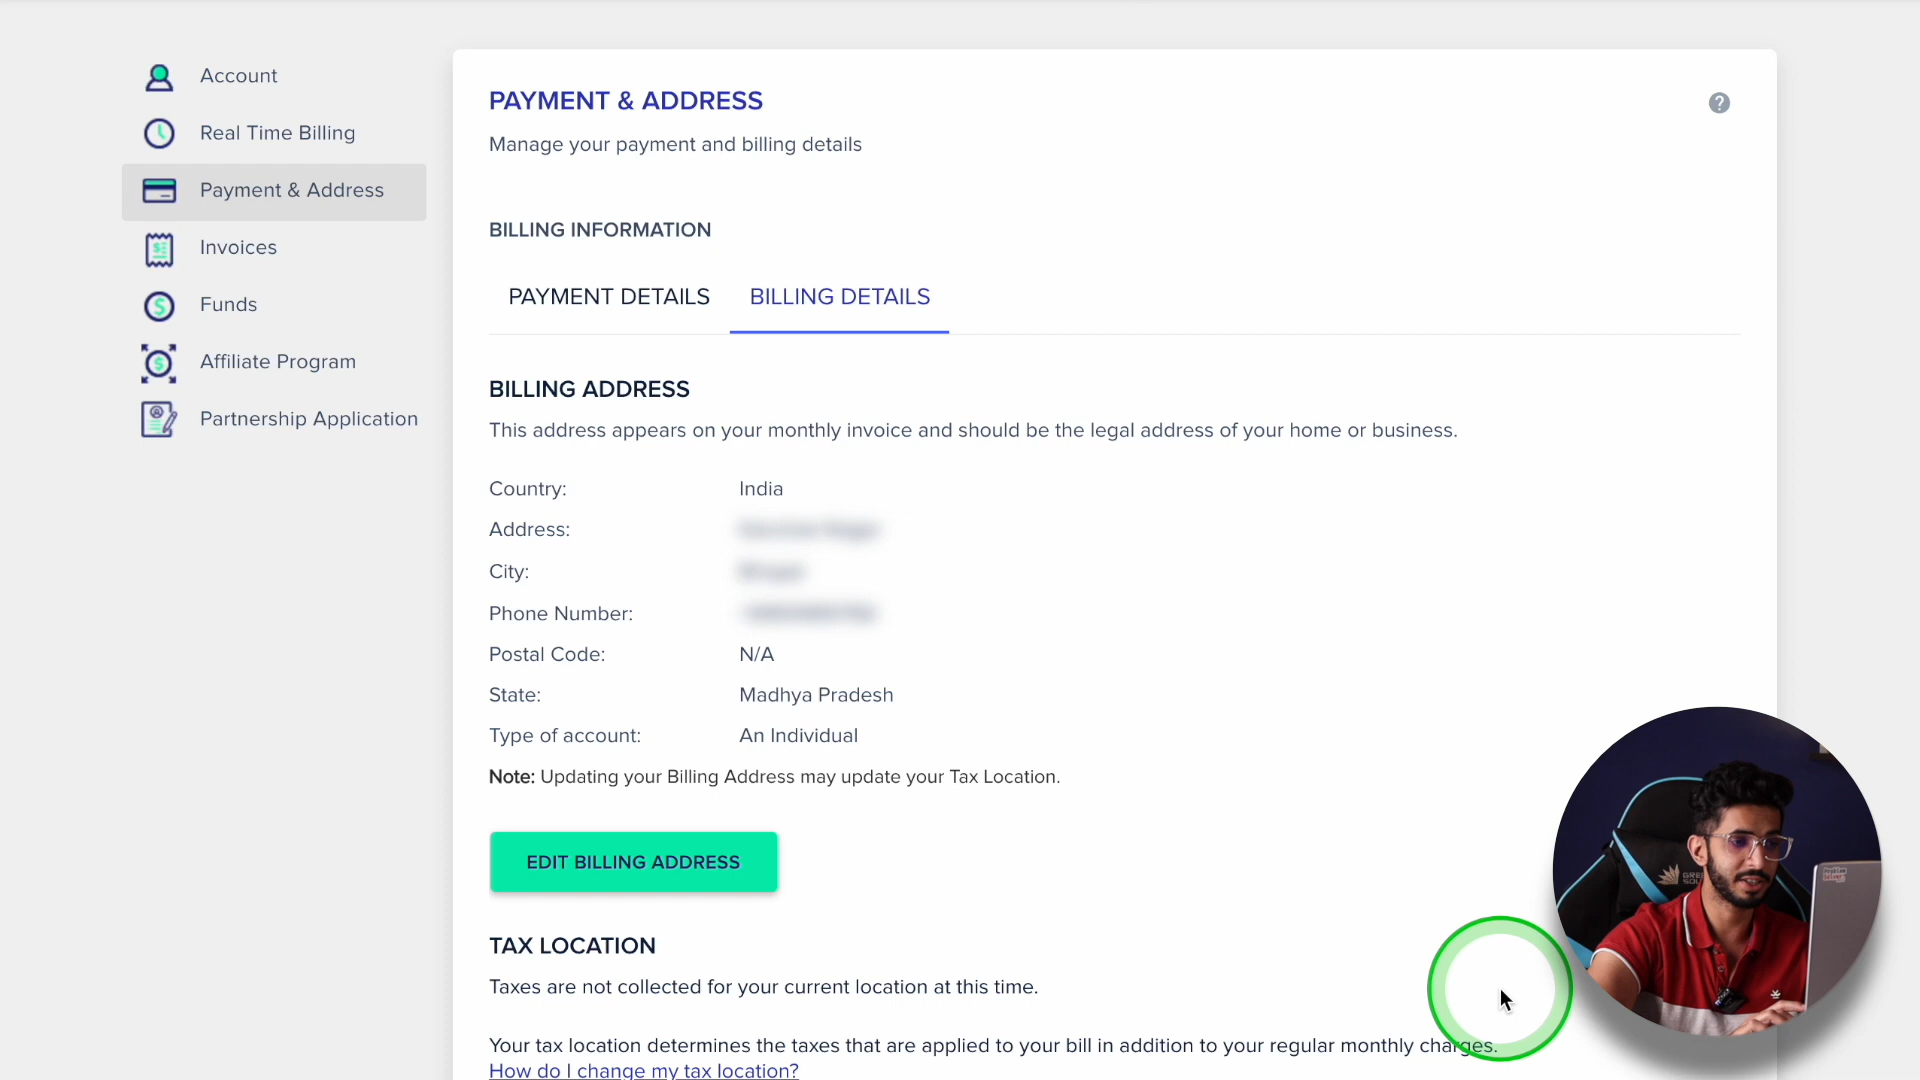 Account
Real Time Billing
Payment & Address
Invoices
Funds
Affiliate Program
Partnership Application
PAYMENT & ADDRESS
?
Manage your payment and billing details
BILLING INFORMATION
PAYMENT DETAILS BILLING DETAILS
BILLING ADDRESS
This address appears on your monthly invoice and should be the legal address of your home or business.
Country: India
Address:
City:
Phone Number:
Postal Code: N/A
State: Madhya Pradesh
Type of account: An Individual
Note: Updating your Billing Address may update your Tax Location.
EDIT BILLING ADDRESS
TAX LOCATION
Taxes are not collected for your current location at this time.
Your tax location determines the taxes that are applied to your bill in addition to your regular monthly charges.
How do I change my tax location?